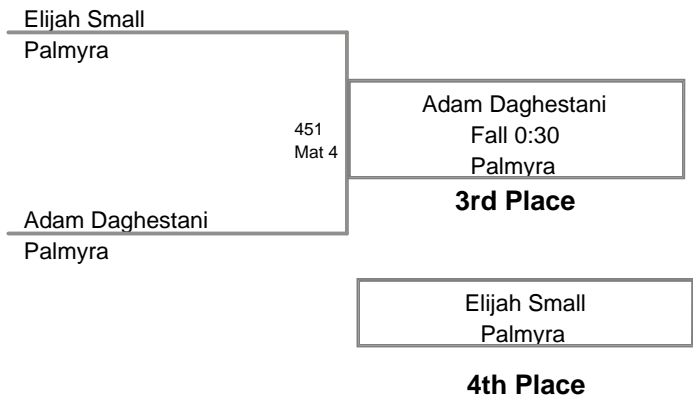 Elijah Small
Palmyra
451
Mat 4
Adam Daghestani
Fall 0:30
Palmyra
3rd Place
Adam Daghestani
Palmyra
Elijah Small
Palmyra
4th Place